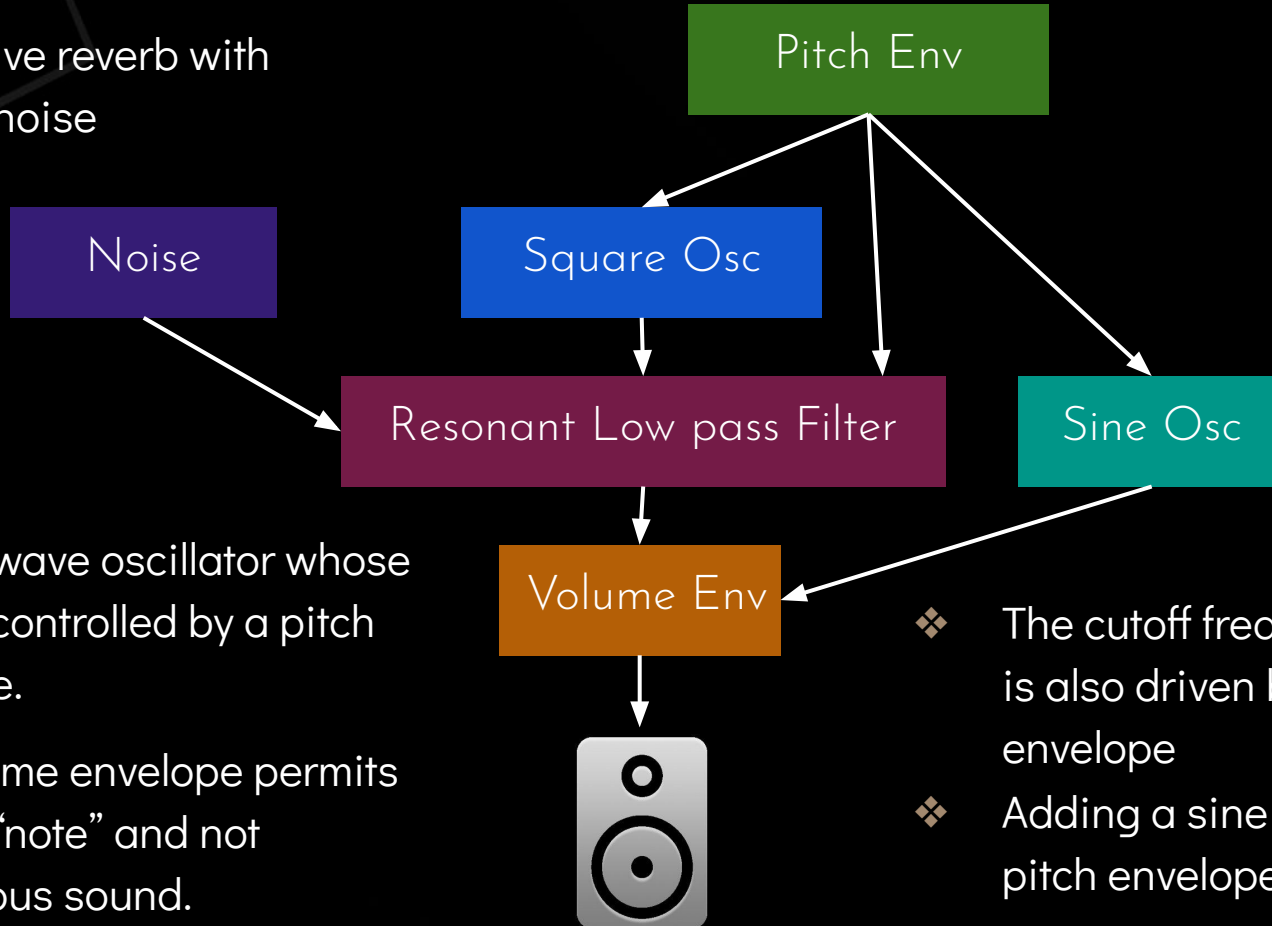 ve reverb with
noise
Pitch Env
Noise
Square Osc
Resonant Low pass Filter
Sine Osc
Volume Env
wave oscillator whose
controlled by a pitch
e.
me envelope permits
“note” and not
ous sound.
The cutoff freq
is also driven
envelope
Adding a sine
pitch envelope